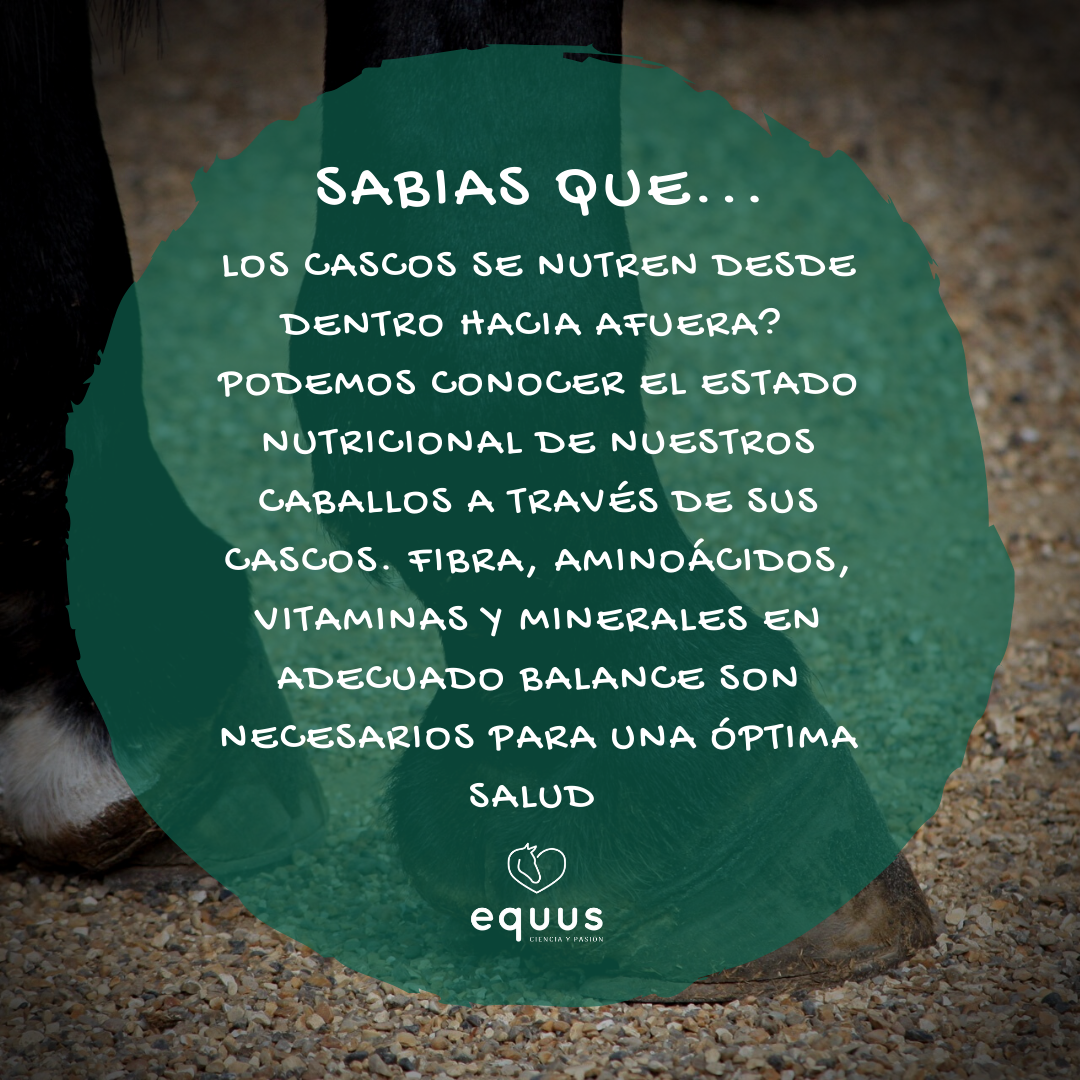 SABIAS QUE...
LOS CASCOS SE NUTREN DESDE
DENTRO HACIA AFUERA?
PODEMOS CONOCER EL ESTADO
NUTRICIONAL DE NUESTROS
CABALLOS A TRAVÉS DE SUS
CASCOS. FIBRA, AMINOÁCIDOS,
VITAMINAS Y MINERALES EN
ADECUADO BALANCE SON
NECESARIOS PARA UNA ÓPTIMA
SALUD
equus
CIENCIA Y PASIÓN